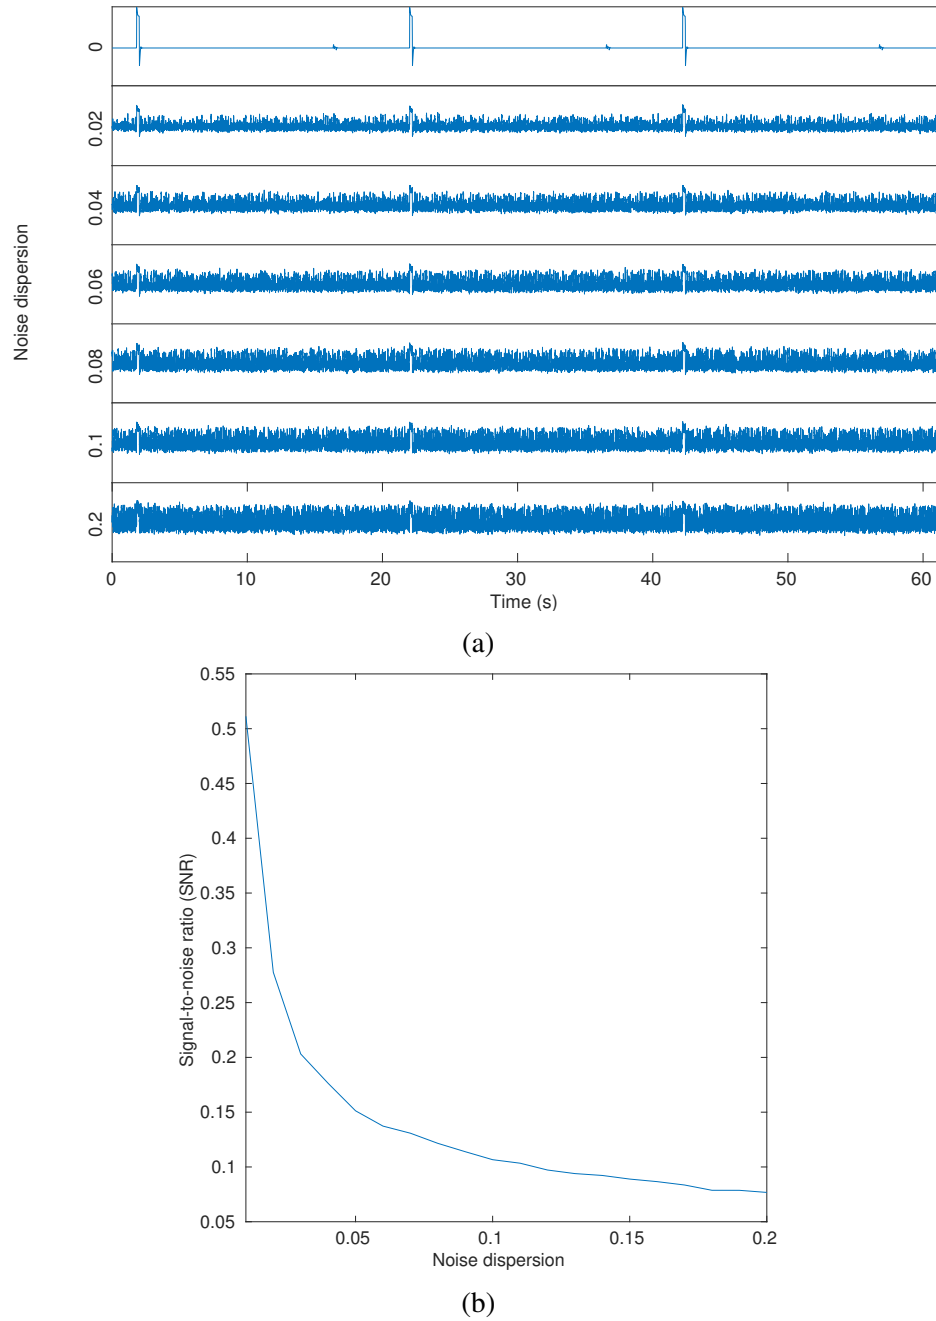 Noise dispersion
0
0.02
0.04
0.06
0.08
0.1
0.2
0 10 20 30 40 50 60
Time (s)
(a)
Signal-to-noise ratio (SNR)
0.55
0.5
0.45
0.4
0.35
0.3
0.25
0.2
0.15
0.1
0.05
0.05 0.1 0.15 0.2
Noise dispersion
(b)